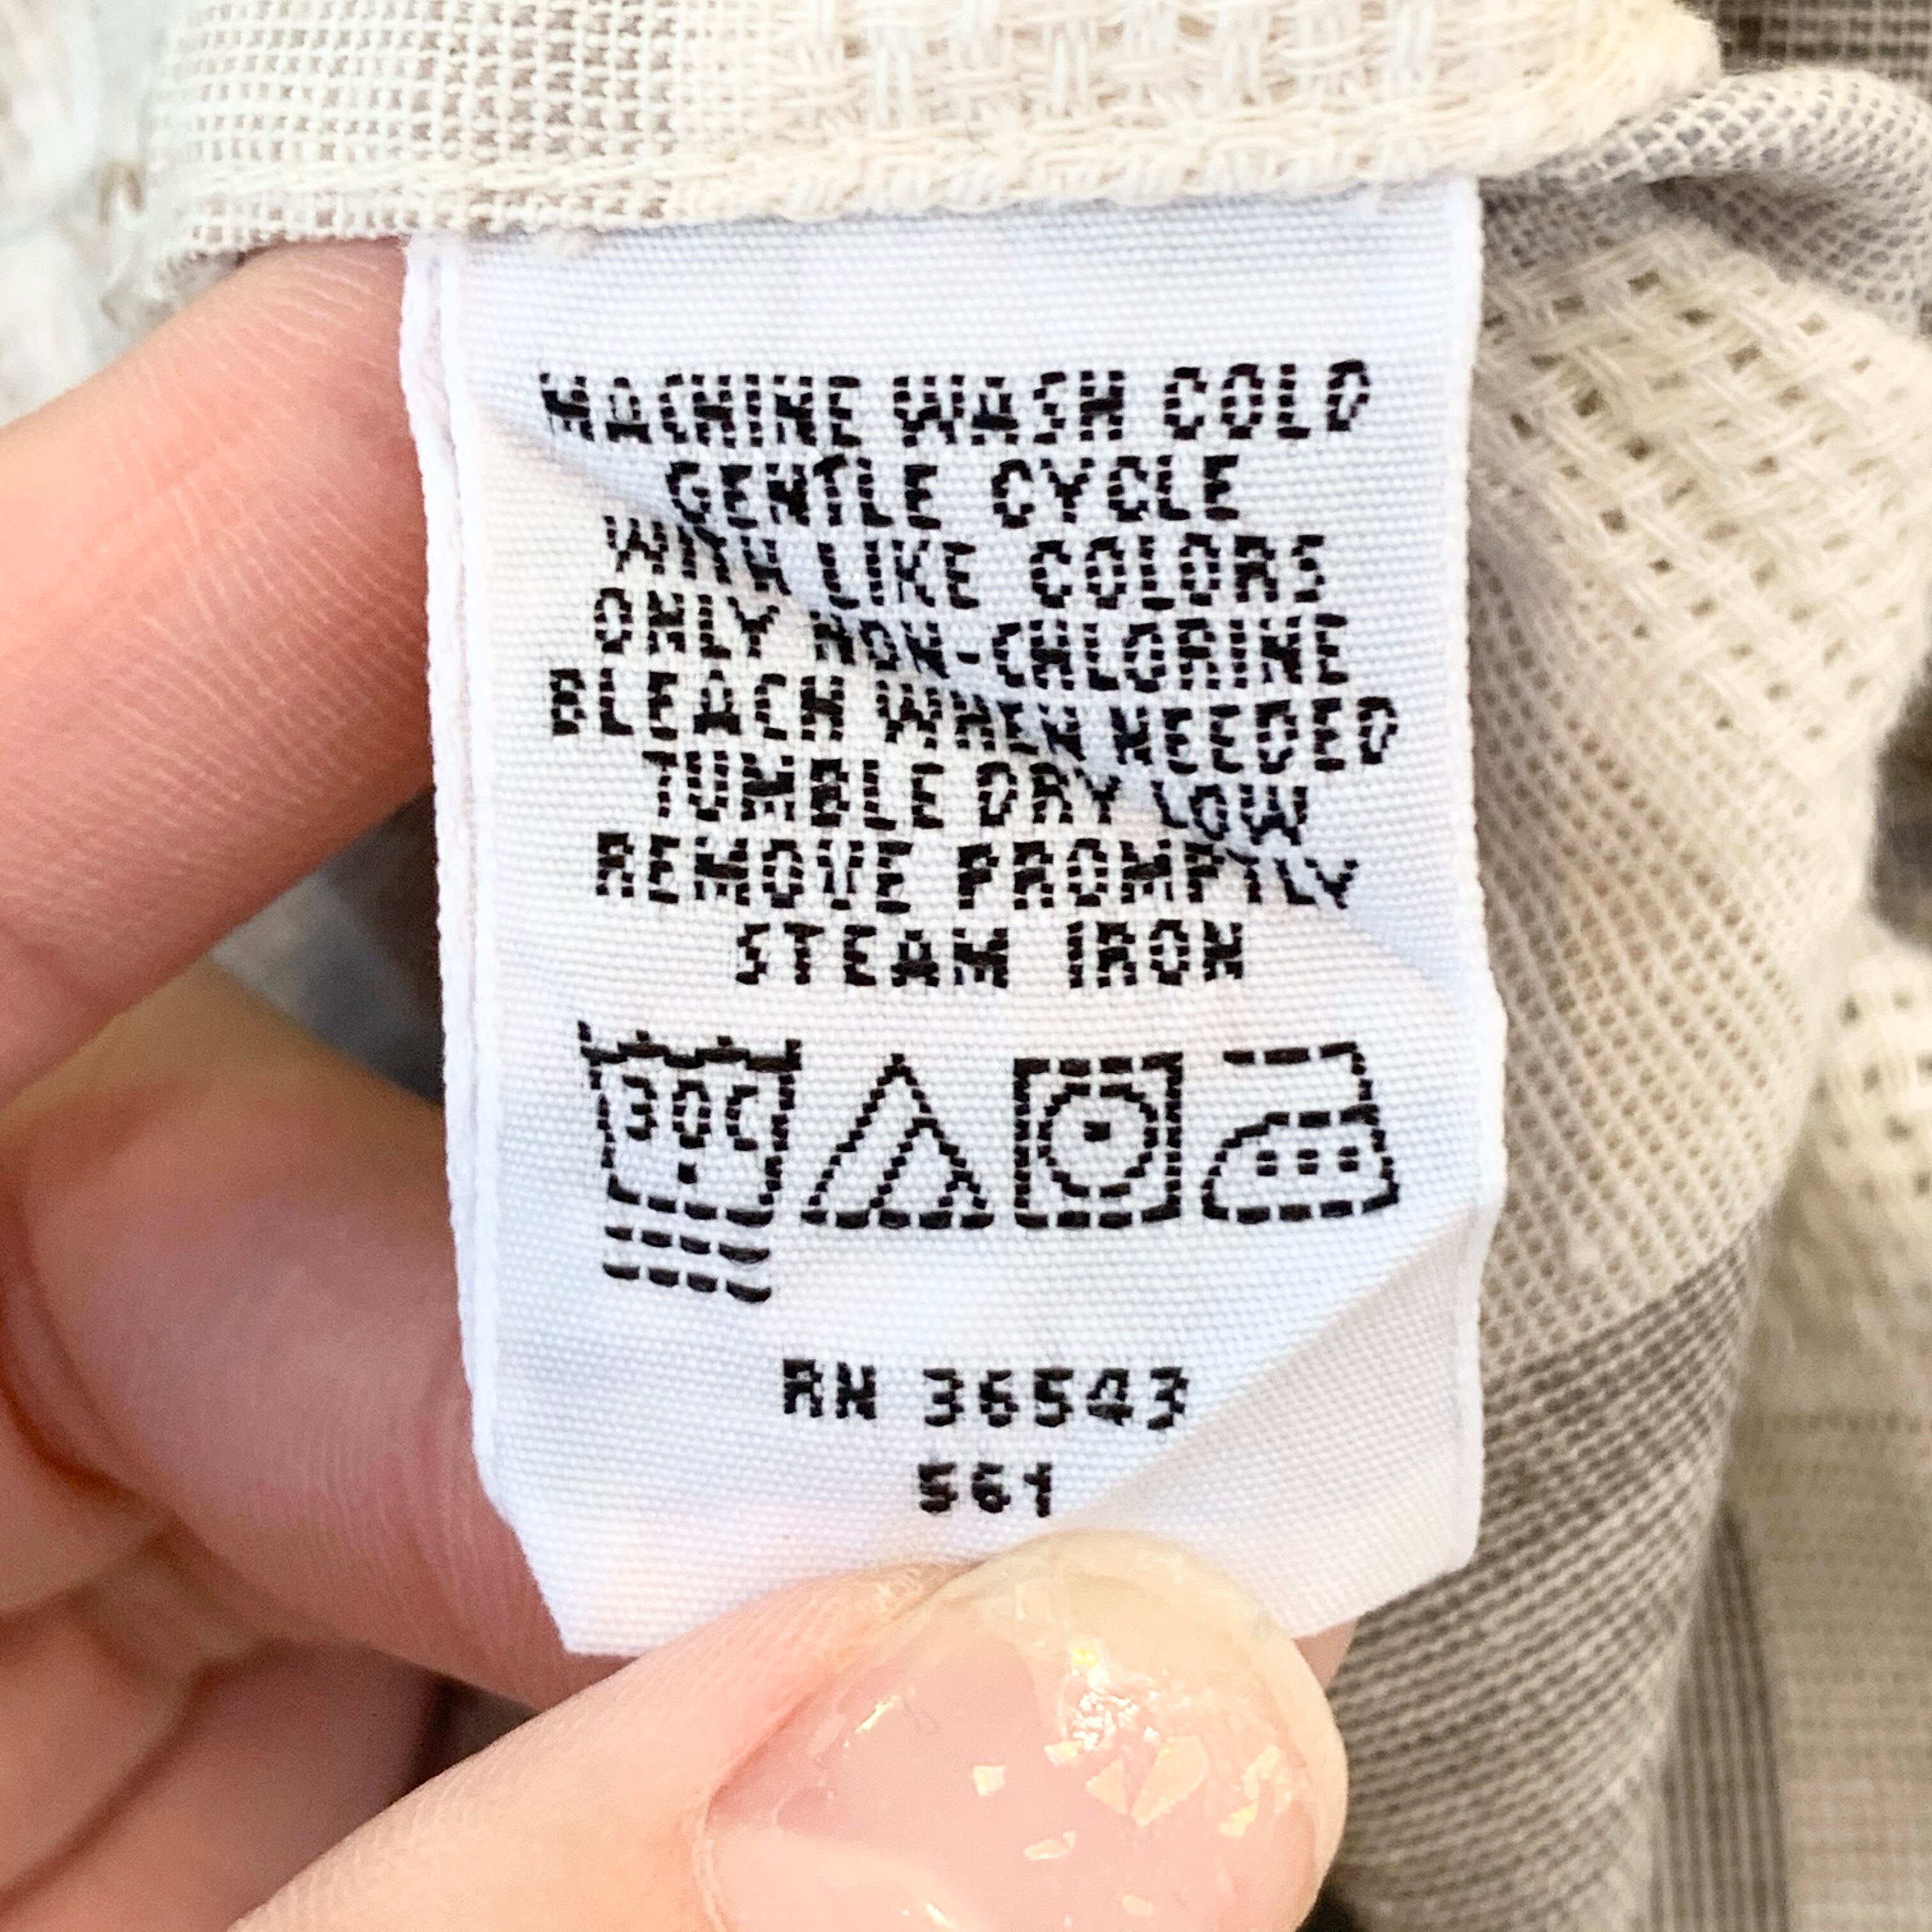 MACHINE WASH COLD
GENTLE CYCLE
WITH LIKE COLORS
ONLY NON-CHLORINE
BLEACH WHEN NEEDED
TUMBLE DRY LOW
REMOVE PROMPTLY
STEAM IRON
30C
RN 36543
561